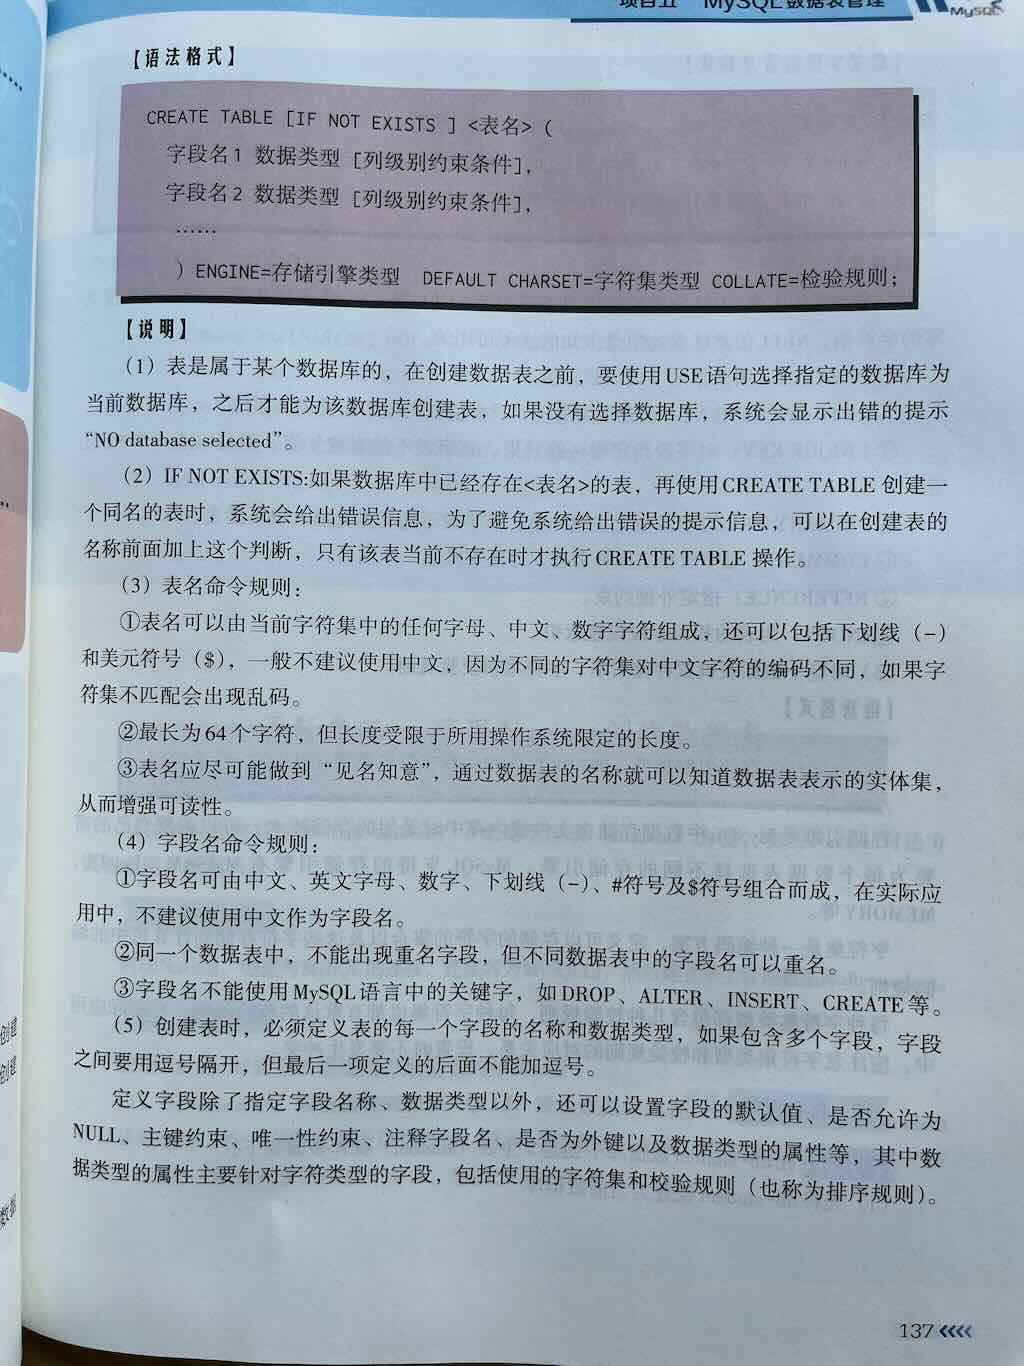 项目五 MySQL数据表管理
MySQL
【语法格式】
CREATE TABLE [IF NOT EXISTS ] <表名> (
字段名1 数据类型 [列级别约束条件],
字段名2 数据类型 [列级别约束条件],
……
) ENGINE=存储引擎类型 DEFAULT CHARSET=字符集类型 COLLATE=检验规则;
【说明】
（1）表是属于某个数据库的，在创建数据表之前，要使用USE语句选择指定的数据库为
当前数据库，之后才能为该数据库创建表，如果没有选择数据库，系统会显示出错的提示
“NO database selected”。
（2）IF NOT EXISTS:如果数据库中已经存在<表名>的表，再使用CREATE TABLE 创建一
个同名的表时，系统会给出错误信息，为了避免系统给出错误的提示信息，可以在创建表的
名称前面加上这个判断，只有该表当前不存在时才执行CREATE TABLE 操作。
（3）表名命令规则：
①表名可以由当前字符集中的任何字母、中文、数字字符组成，还可以包括下划线（-）
和美元符号（$），一般不建议使用中文，因为不同的字符集对中文字符的编码不同，如果字
符集不匹配会出现乱码。
②最长为64个字符，但长度受限于所用操作系统限定的长度。
③表名应尽可能做到“见名知意”，通过数据表的名称就可以知道数据表表示的实体集，
从而增强可读性。
（4）字段名命令规则：
①字段名可由中文、英文字母、数字、下划线（-）、#符号及$符号组合而成，在实际应
用中，不建议使用中文作为字段名。
②同一个数据表中，不能出现重名字段，但不同数据表中的字段名可以重名。
③字段名不能使用MySQL语言中的关键字，如DROP、ALTER、INSERT、CREATE等。
（5）创建表时，必须定义表的每一个字段的名称和数据类型，如果包含多个字段，字段
之间要用逗号隔开，但最后一项定义的后面不能加逗号。
定义字段除了指定字段名称、数据类型以外，还可以设置字段的默认值、是否允许为
NULL、主键约束、唯一性约束、注释字段名、是否为外键以及数据类型的属性等，其中数
据类型的属性主要针对字符类型的字段，包括使用的字符集和校验规则（也称为排序规则）。
137